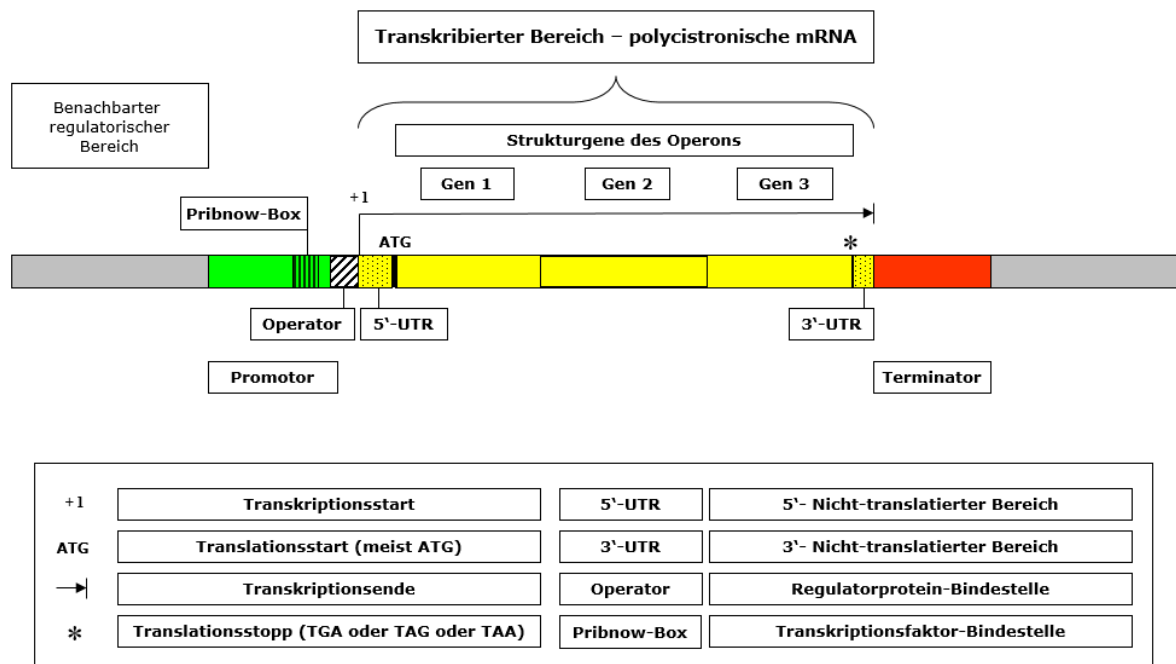 Transkribierter Bereich – polycistronische mRNA
Benachbarter
regulatorischer
Bereich
Strukturgene des Operons
Gen 1
Gen 2
Gen 3
+1
Pribnow-Box
ATG
*
Operator
5‘-UTR
3‘-UTR
Promotor
Terminator
+1
Transkriptionsstart
5‘-UTR
5‘- Nicht-translatierter Bereich
ATG
Translationsstart (meist ATG)
3‘-UTR
3‘- Nicht-translatierter Bereich
Transkriptionsende
Operator
Regulatorprotein-Bindestelle
*
Translationsstopp (TGA oder TAG oder TAA)
Pribnow-Box
Transkriptionsfaktor-Bindestelle